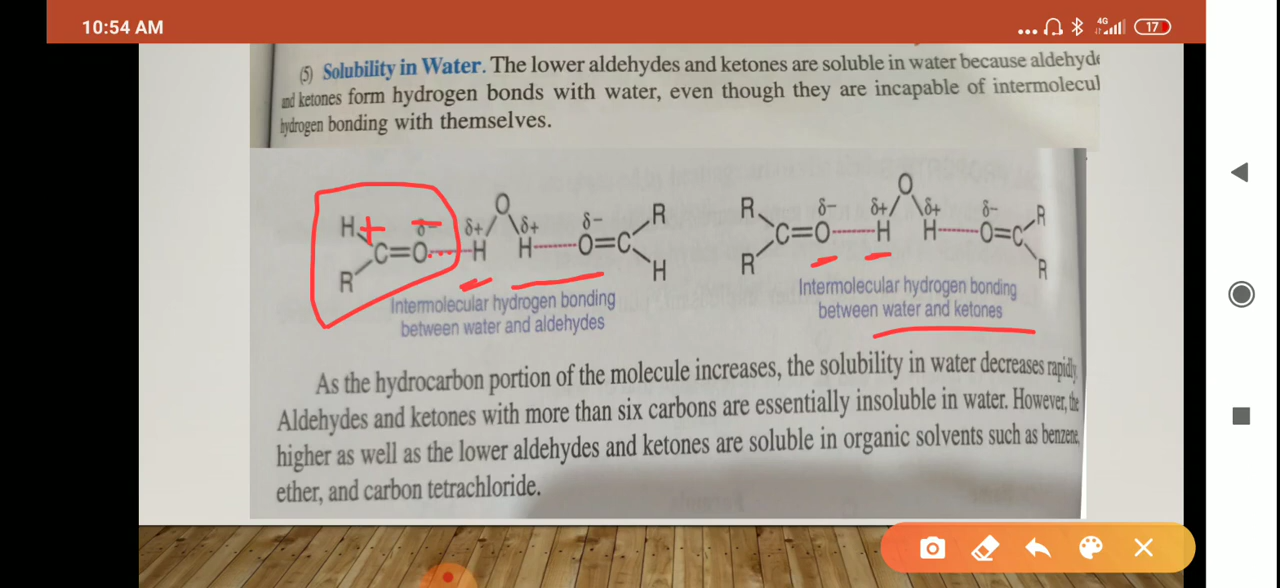 10:54 AM
4G
17
(5) Solubility in Water. The lower aldehydes and ketones are soluble in water because
and ketones form hydrogen bonds with water, even though they are incapable of
hydrogen bonding with themselves.
O O
H + δ− δ+ δ+ δ− R R δ− δ+ δ+ δ− R
C=O H H O=C C=O H H O=C
R H R R
Intermolecular hydrogen bonding Intermolecular hydrogen bonding
between water and aldehydes between water and ketones
As the hydrocarbon portion of the molecule increases, the solubility in water decreases rapidly.
Aldehydes and ketones with more than six carbons are essentially insoluble in water. However, the
higher as well as the lower aldehydes and ketones are soluble in organic solvents such as benzene,
ether, and carbon tetrachloride.